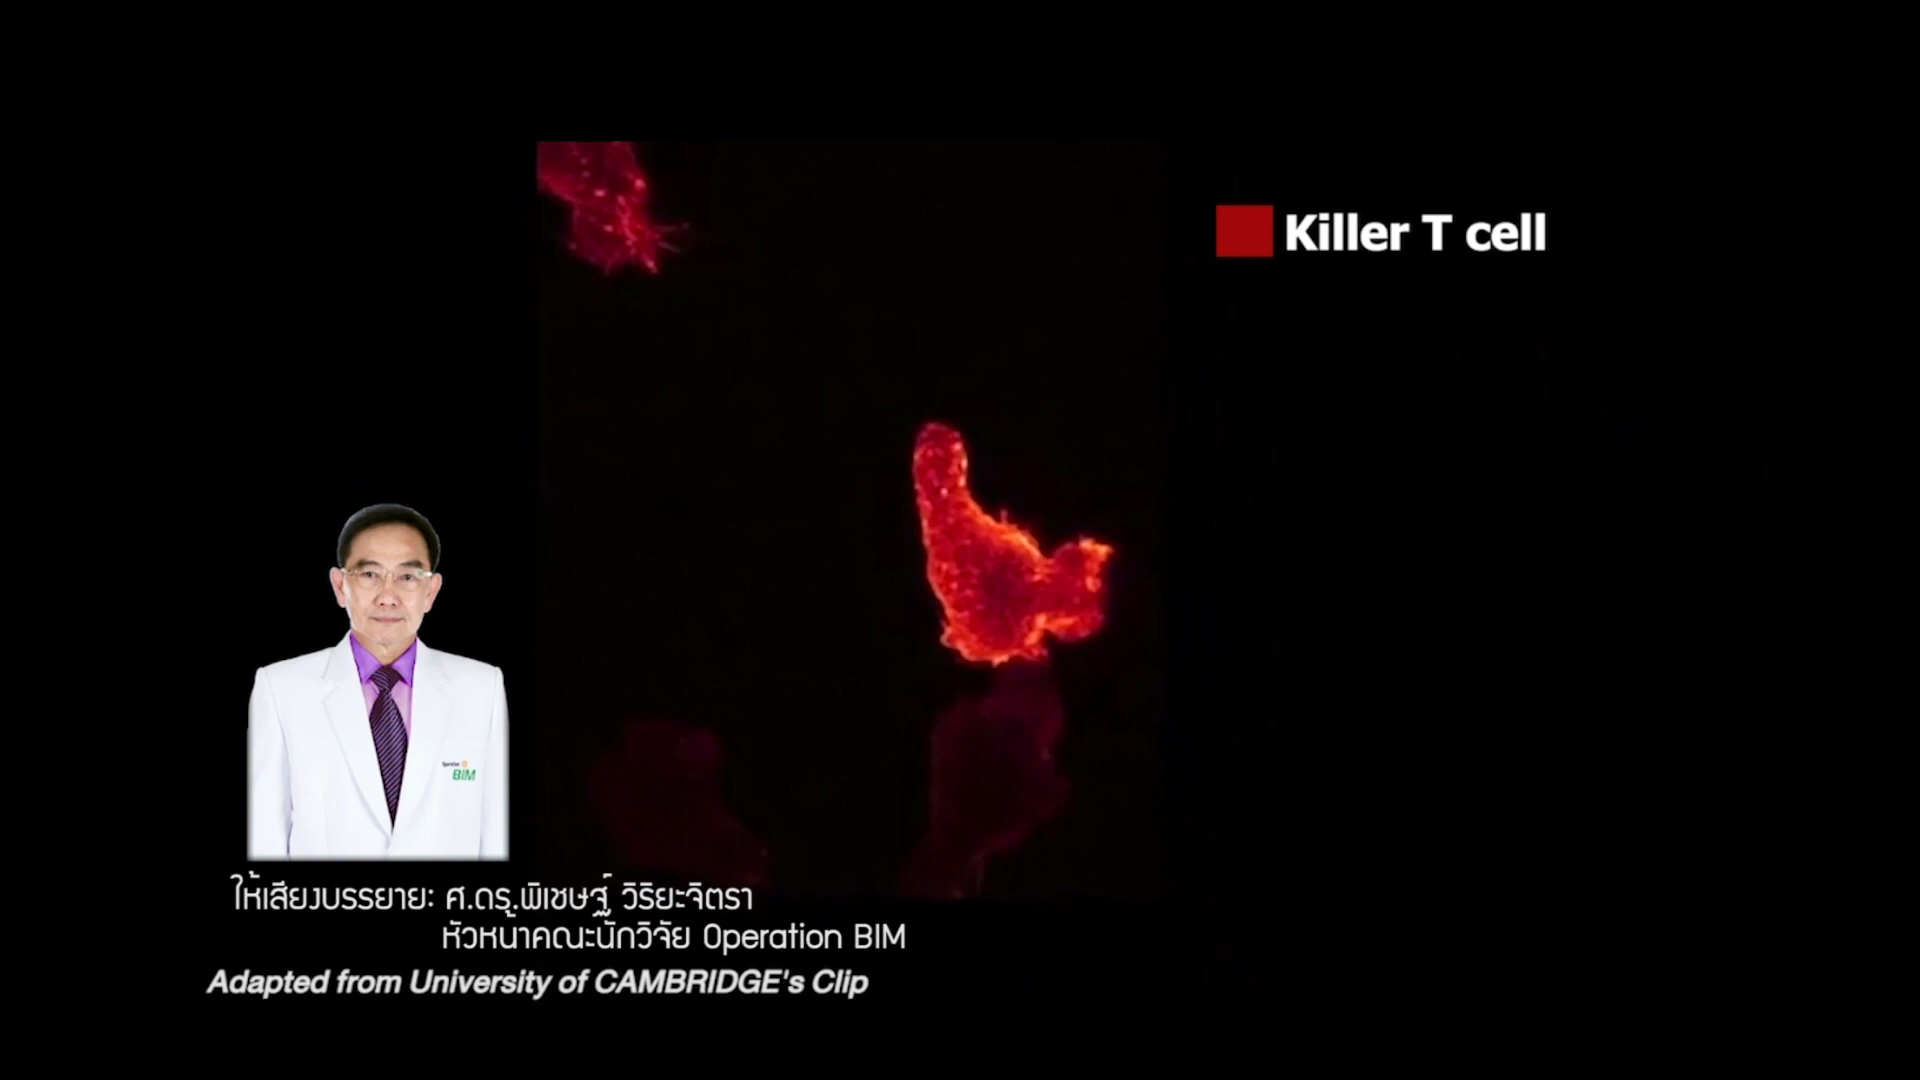 Killer T cell
Operation
BIM
ให้เสียงบรรยาย: ศ.ดร.พิเชษฐ์ วิริยะจิตรา
หัวหน้าคณะนักวิจัย Operation BIM
Adapted from University of CAMBRIDGE's Clip